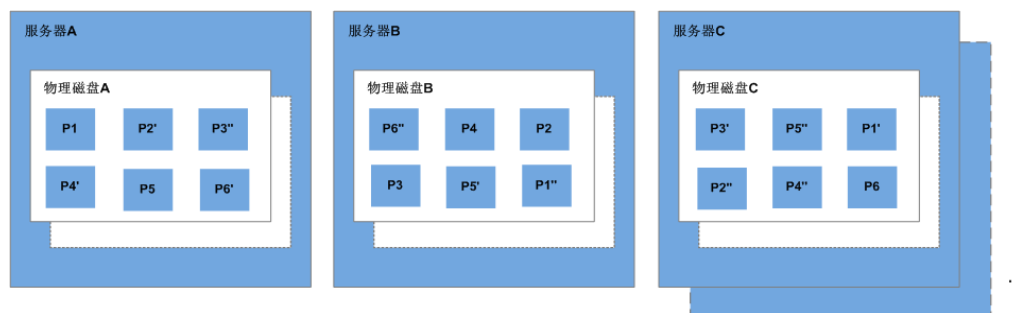 服务器A
服务器B
服务器C
物理磁盘A
物理磁盘B
物理磁盘C
P1 P2' P3"
P6" P4 P2
P3' P5" P1'
P4' P5 P6'
P3 P5' P1"
P2" P4" P6
.